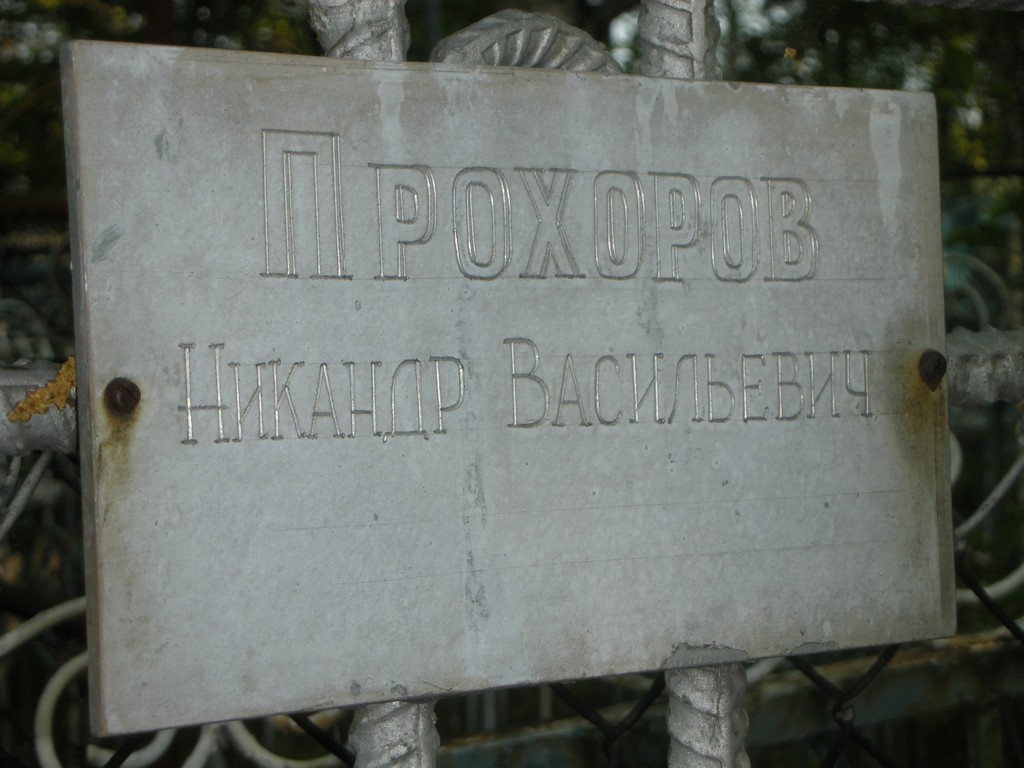 Прохоров
Никандр Васильевич